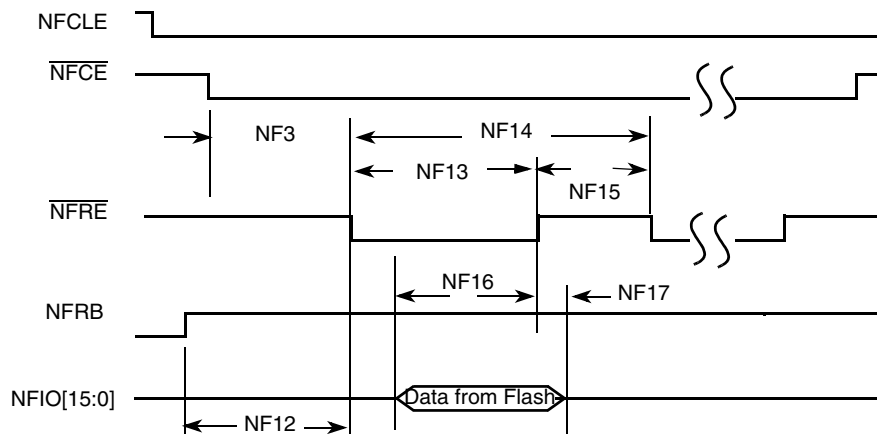 NFCLE
NFCE
NF3
NF14
NF13
NF15
NFRE
NF16
NF17
NFRB
NFIO[15:0]
Data from Flash
NF12